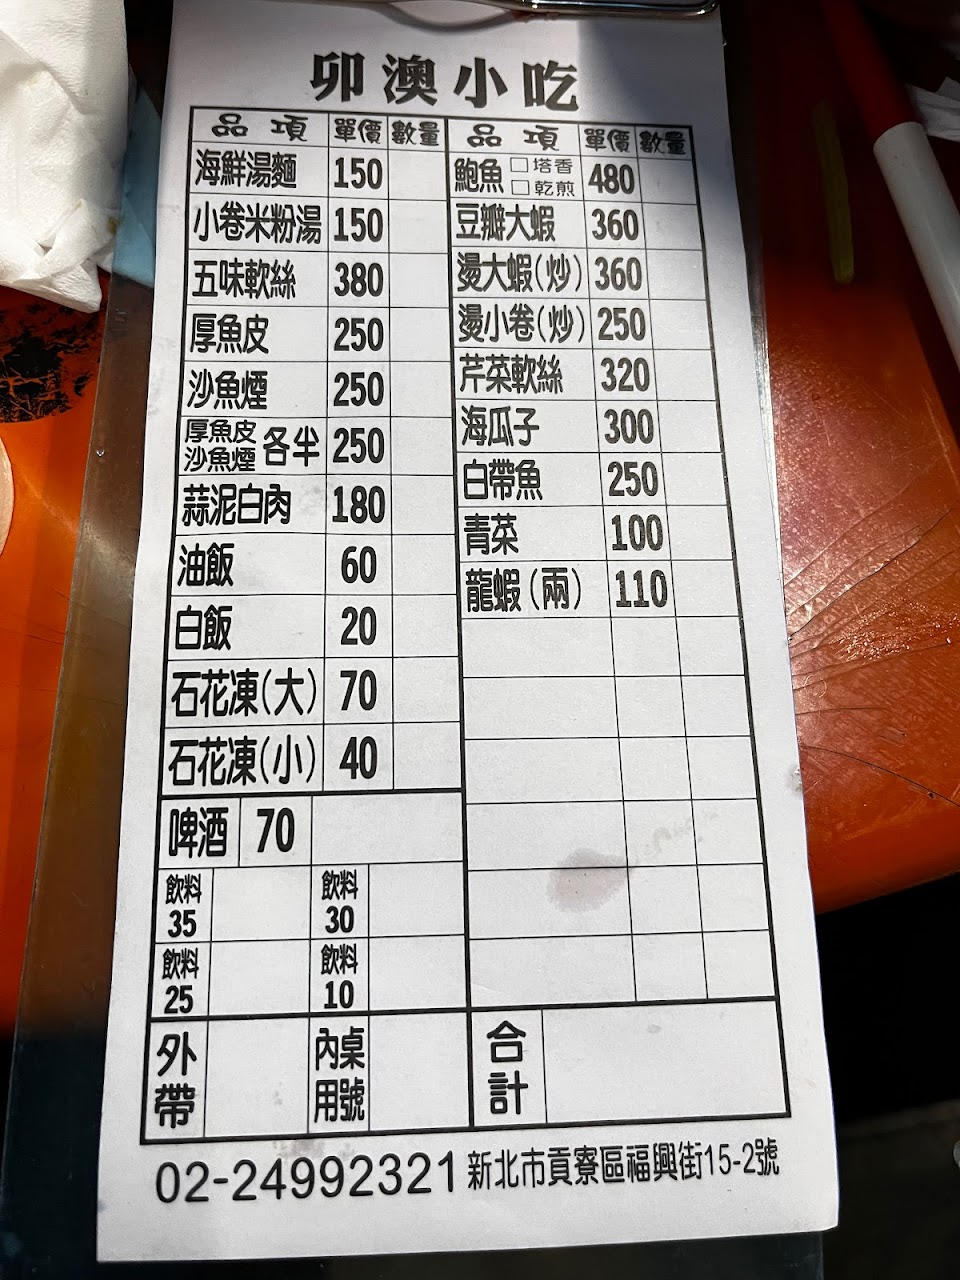 卯澳小吃
品項 單價 數量
海鮮湯麵 150
小卷米粉湯 150
五味軟絲 380
厚魚皮 250
沙魚煙 250
厚魚皮 沙魚煙 各半 250
蒜泥白肉 180
油飯 60
白飯 20
石花凍(大) 70
石花凍(小) 40
啤酒 70
飲料 35 飲料 30
飲料 25 飲料 10
外帶 內用 桌號
品項 單價 數量
鮑魚 □塔香 □乾煎 480
豆瓣大蝦 360
燙大蝦(炒) 360
燙小卷(炒) 250
芹菜軟絲 320
海瓜子 300
白帶魚 250
青菜 100
龍蝦(兩) 110
合計
02-24992321 新北市貢寮區福興街15-2號